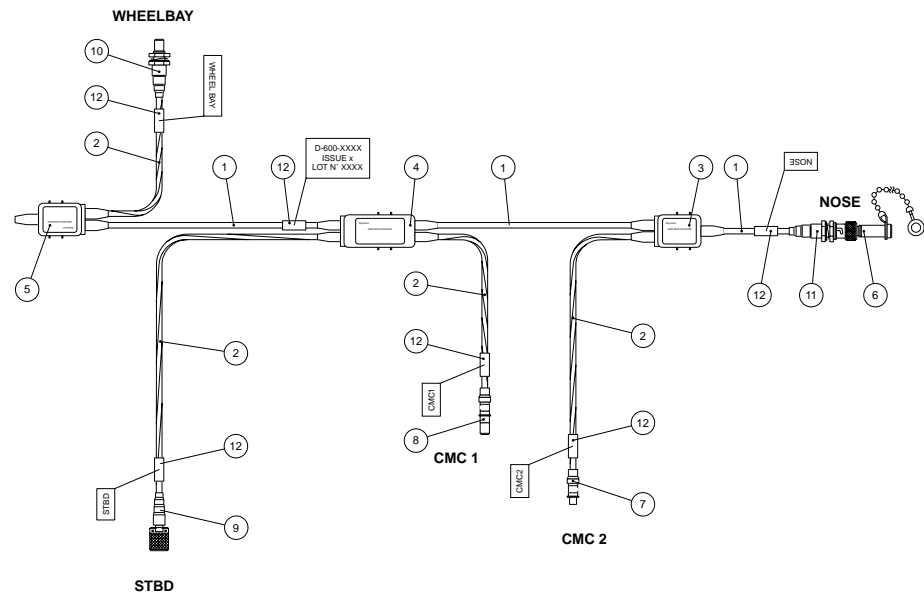 WHEELBAY
10
WHEEL BAY
12
2
D-600-XXXX
ISSUE x
LOT N° XXXX
1
12
4
1
3
1
NOSE
NOSE
5
2
2
12
11
6
2
12
CMC1
8
CMC 1
12
CMC2
7
CMC 2
12
STBD
9
STBD